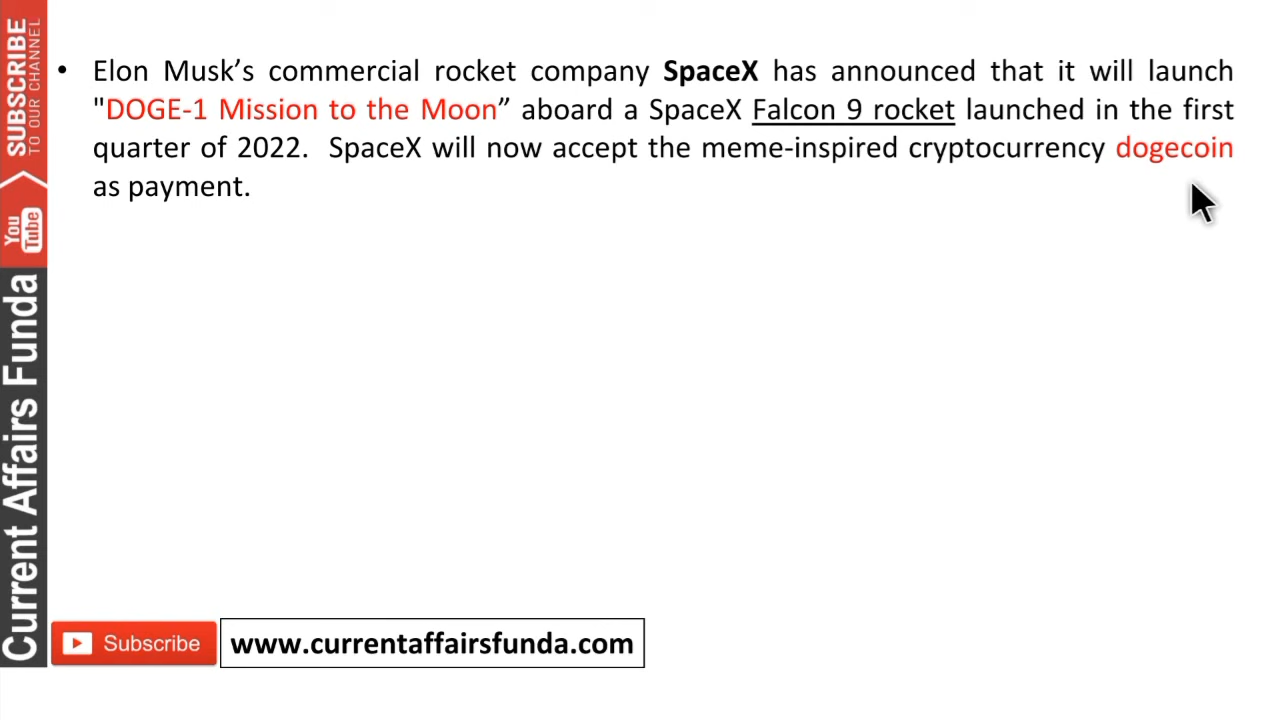 • Elon Musk’s commercial rocket company SpaceX has announced that it will launch
"DOGE-1 Mission to the Moon” aboard a SpaceX Falcon 9 rocket launched in the first
quarter of 2022.  SpaceX will now accept the meme-inspired cryptocurrency dogecoin
as payment.
SUBSCRIBE
TO OUR CHANNEL
You
Tube
Current Affairs Funda
Subscribe
www.currentaffairsfunda.com